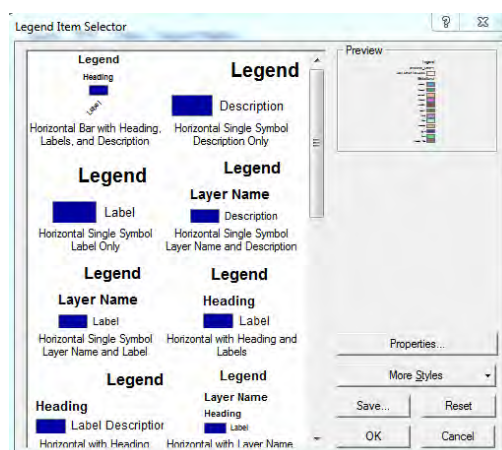 Legend Item Selector
Legend
Heading
Label
Horizontal Bar with Heading,
Labels, and Description
Legend
Description
Horizontal Single Symbol
Description Only
Legend
Label
Horizontal Single Symbol
Label Only
Legend
Layer Name
Description
Horizontal Single Symbol
Layer Name and Description
Legend
Layer Name
Label
Horizontal Single Symbol
Layer Name and Label
Legend
Heading
Label
Horizontal with Heading and
Labels
Legend
Heading
Label Descriptior
Horizontal with Heading
Legend
Layer Name
Heading
Label
Horizontal with Layer Name
Preview
Properties...
More Styles
Save...
Reset
OK
Cancel